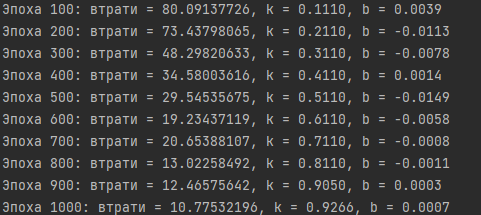 Эпоха 100: втрати = 80.09137726, k = 0.1110, b = 0.0039
Эпоха 200: втрати = 73.43798065, k = 0.2110, b = -0.0113
Эпоха 300: втрати = 48.29820633, k = 0.3110, b = -0.0078
Эпоха 400: втрати = 34.58003616, k = 0.4110, b = 0.0014
Эпоха 500: втрати = 29.54535675, k = 0.5110, b = -0.0149
Эпоха 600: втрати = 19.23437119, k = 0.6110, b = -0.0058
Эпоха 700: втрати = 20.65388107, k = 0.7110, b = -0.0008
Эпоха 800: втрати = 13.02258492, k = 0.8110, b = -0.0011
Эпоха 900: втрати = 12.46575642, k = 0.9050, b = 0.0003
Эпоха 1000: втрати = 10.77532196, k = 0.9266, b = 0.0007